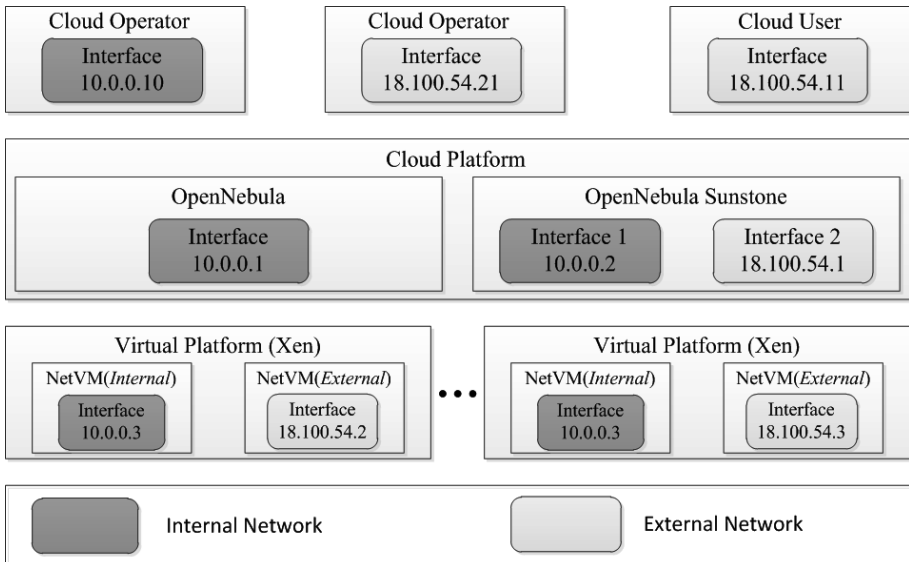 Cloud Operator
Interface
10.0.0.10
Cloud Operator
Interface
18.100.54.21
Cloud User
Interface
18.100.54.11
Cloud Platform
OpenNebula
Interface
10.0.0.1
OpenNebula Sunstone
Interface 1
10.0.0.2
Interface 2
18.100.54.1
Virtual Platform (Xen)
NetVM(Internal)
Interface
10.0.0.3
NetVM(External)
Interface
18.100.54.2
•••
Virtual Platform (Xen)
NetVM(Internal)
Interface
10.0.0.3
NetVM(External)
Interface
18.100.54.3
Internal Network
External Network